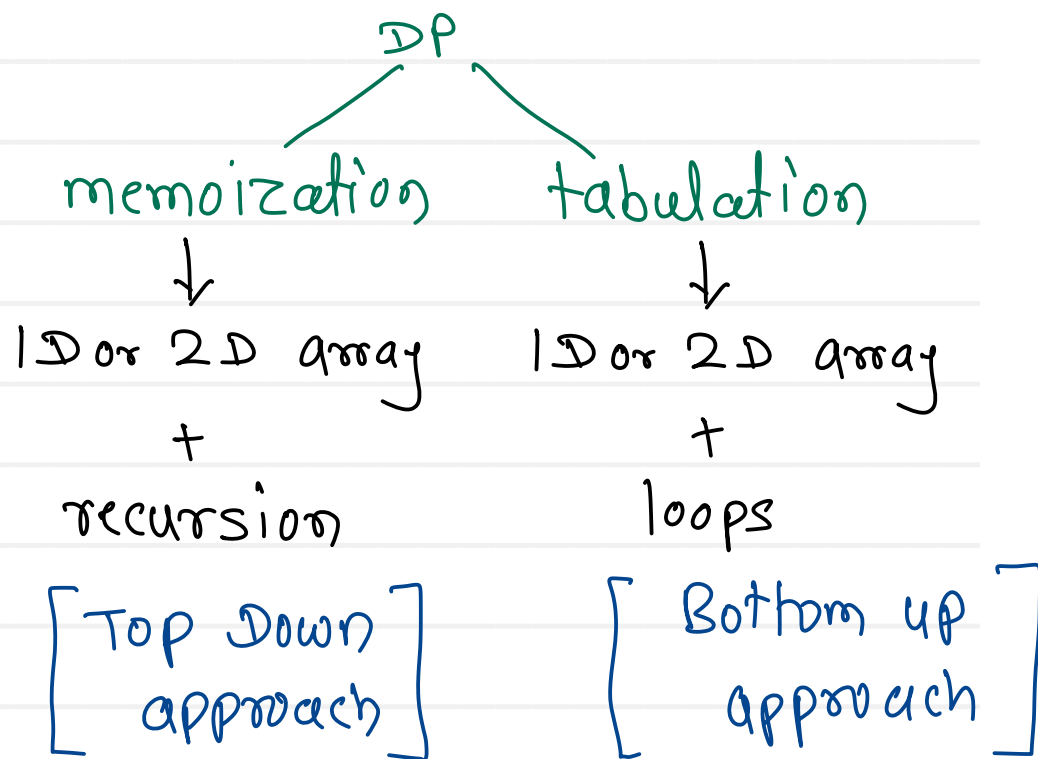 DP
memoization tabulation
1D or 2D array 1D or 2D array
+ +
recursion loops
[Top Down [Bottom up
approach] approach]